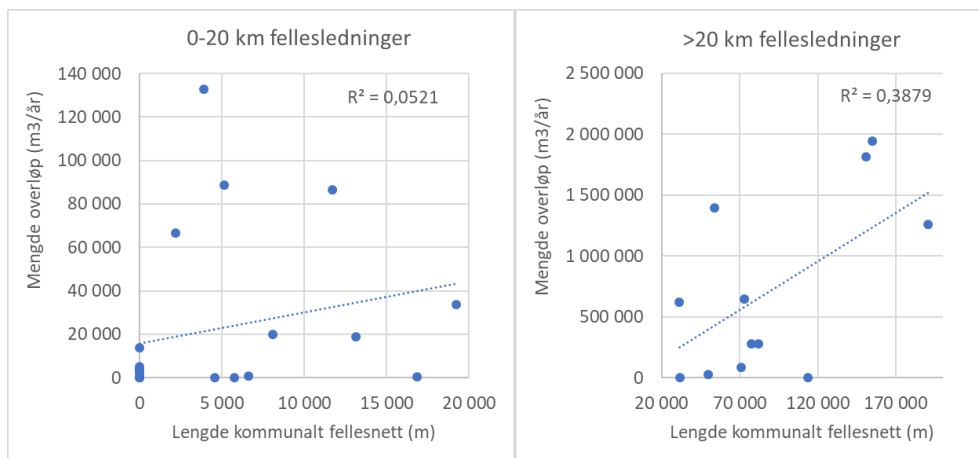 0-20 km fellesledninger
R² = 0,0521
Mengde overløp (m3/år)
140 000
120 000
100 000
80 000
60 000
40 000
20 000
0
0
5 000
10 000
15 000
20 000
Lengde kommunalt fellesnett (m)
>20 km fellesledninger
R² = 0,3879
Mengde overløp (m3/år)
2 500 000
2 000 000
1 500 000
1 000 000
500 000
0
20 000
70 000
120 000
170 000
Lengde kommunalt fellesnett (m)